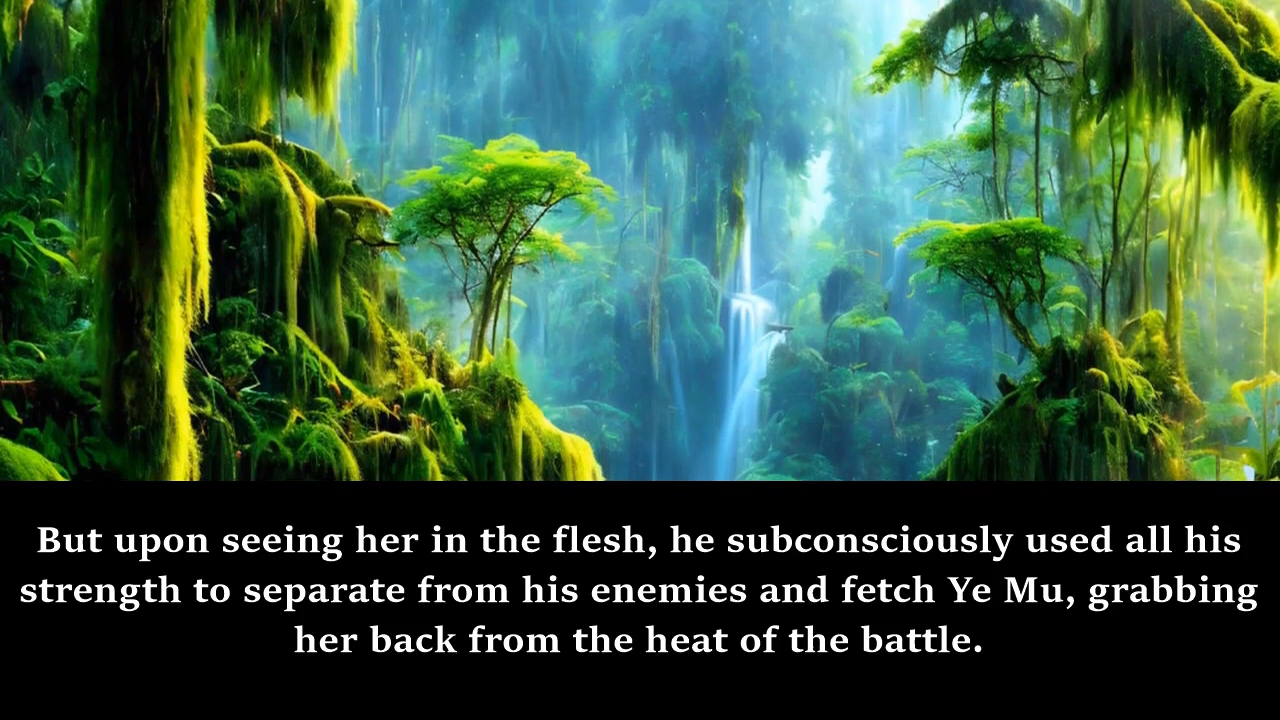 But upon seeing her in the flesh, he subconsciously used all his
strength to separate from his enemies and fetch Ye Mu, grabbing
her back from the heat of the battle.